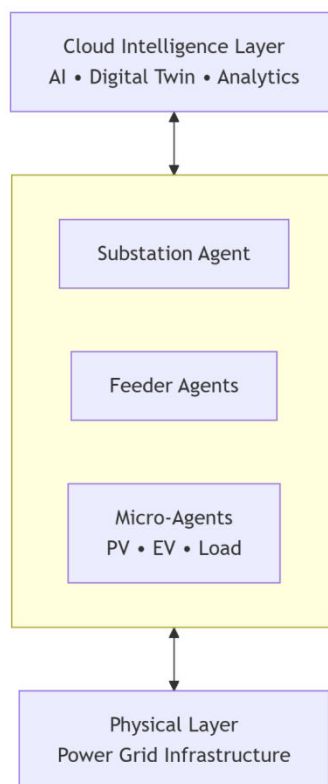 Cloud Intelligence Layer
AI • Digital Twin • Analytics
Substation Agent
Feeder Agents
Micro-Agents
PV • EV • Load
Physical Layer
Power Grid Infrastructure